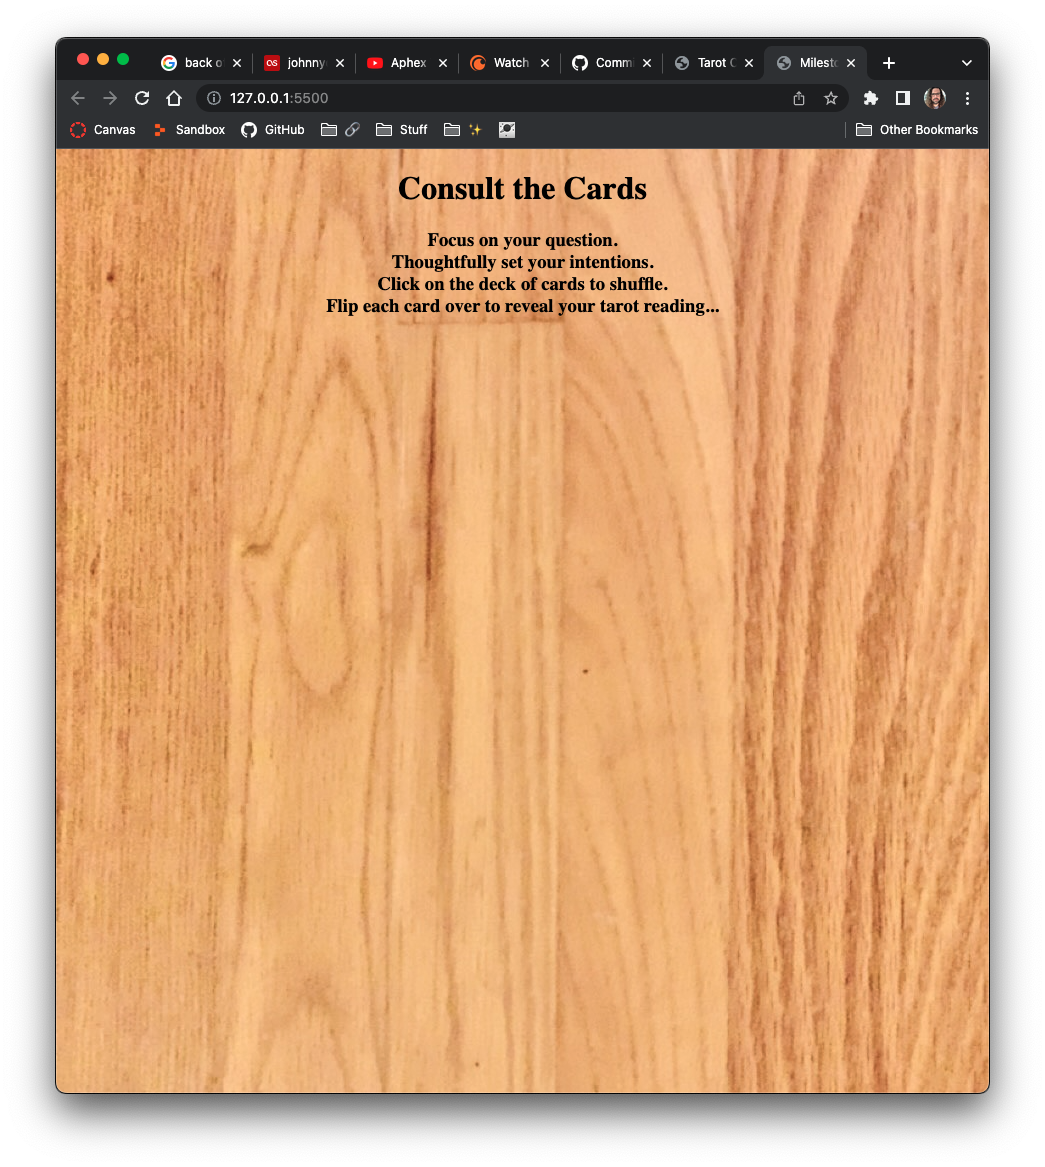 back o
johnny
Aphex
Watch
Commi
Tarot C
Milest
127.0.0.1:5500
Canvas
Sandbox
GitHub
Stuff
Other Bookmarks
Consult the Cards
Focus on your question.
Thoughtfully set your intentions.
Click on the deck of cards to shuffle.
Flip each card over to reveal your tarot reading...